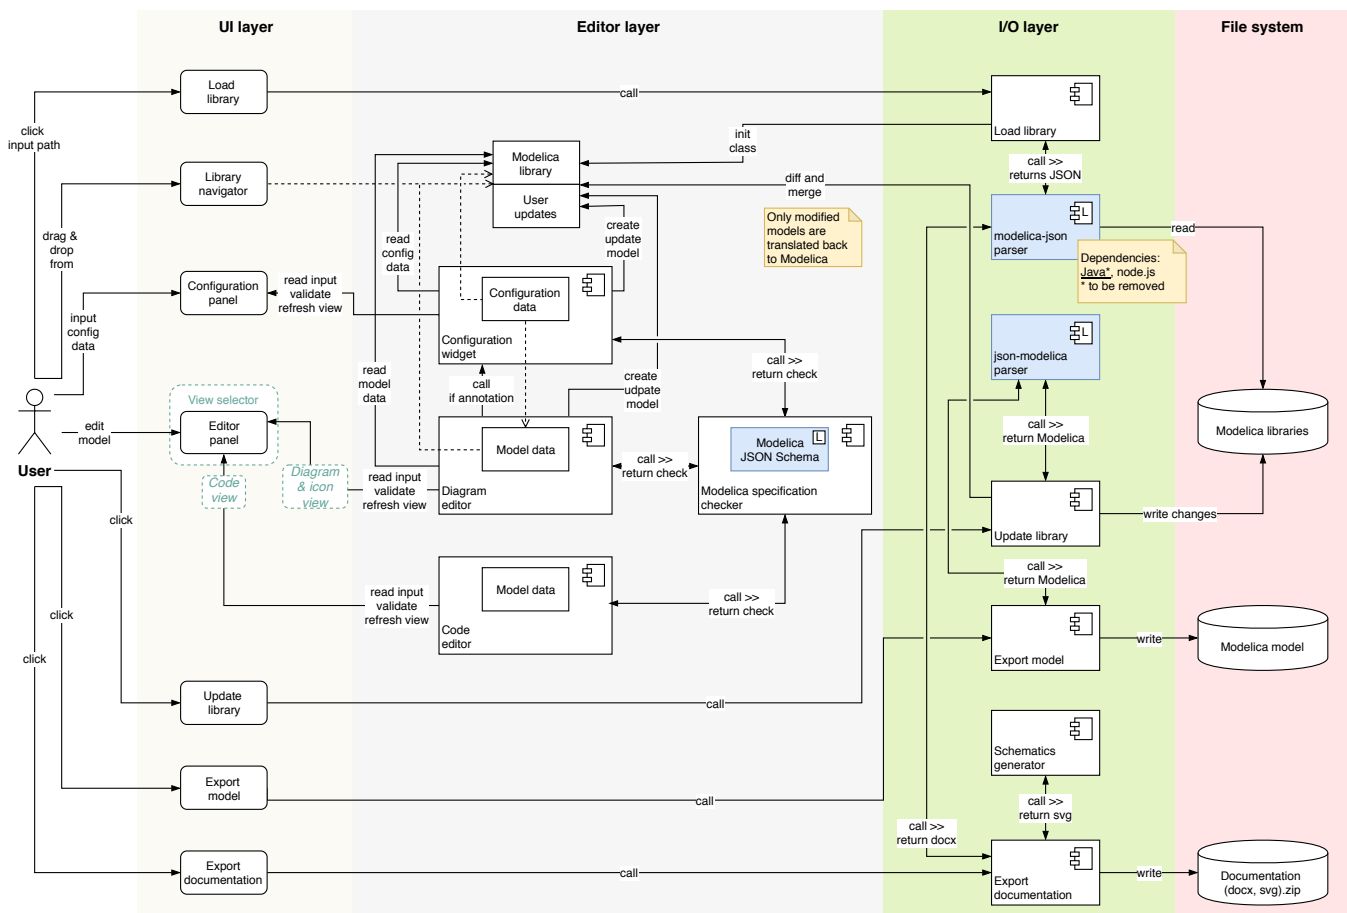 UI layer
Editor layer
I/O layer
File system
Load
library
call
Load library
click
input path
init
class
call >>
returns JSON
Modelica
library
User
updates
Library
navigator
diff and
merge
L
modelica-json
parser
read
Only modified
models are
translated back
to Modelica
Dependencies:
Java*, node.js
* to be removed
drag &
drop
from
read
config
data
create
update
model
Configuration
panel
read input
validate
refresh view
Configuration
data
Configuration
widget
input
config
data
L
json-modelica
parser
call >>
return check
read
model
data
call
if annotation
create
udpate
model
View selector
Editor
panel
edit
model
User
Code
view
Diagram
& icon
view
read input
validate
refresh view
Model data
Diagram
editor
call >>
return check
Modelica
JSON Schema
L
Modelica specification
checker
call >>
return Modelica
Modelica libraries
Update library
write changes
click
call >>
return Modelica
read input
validate
refresh view
Model data
Code
editor
call >>
return check
click
click
Export model
write
Modelica model
Update
library
call
Schematics
generator
Export
model
call
call >>
return svg
call >>
return docx
Export
documentation
call
Export
documentation
write
Documentation
(docx, svg).zip